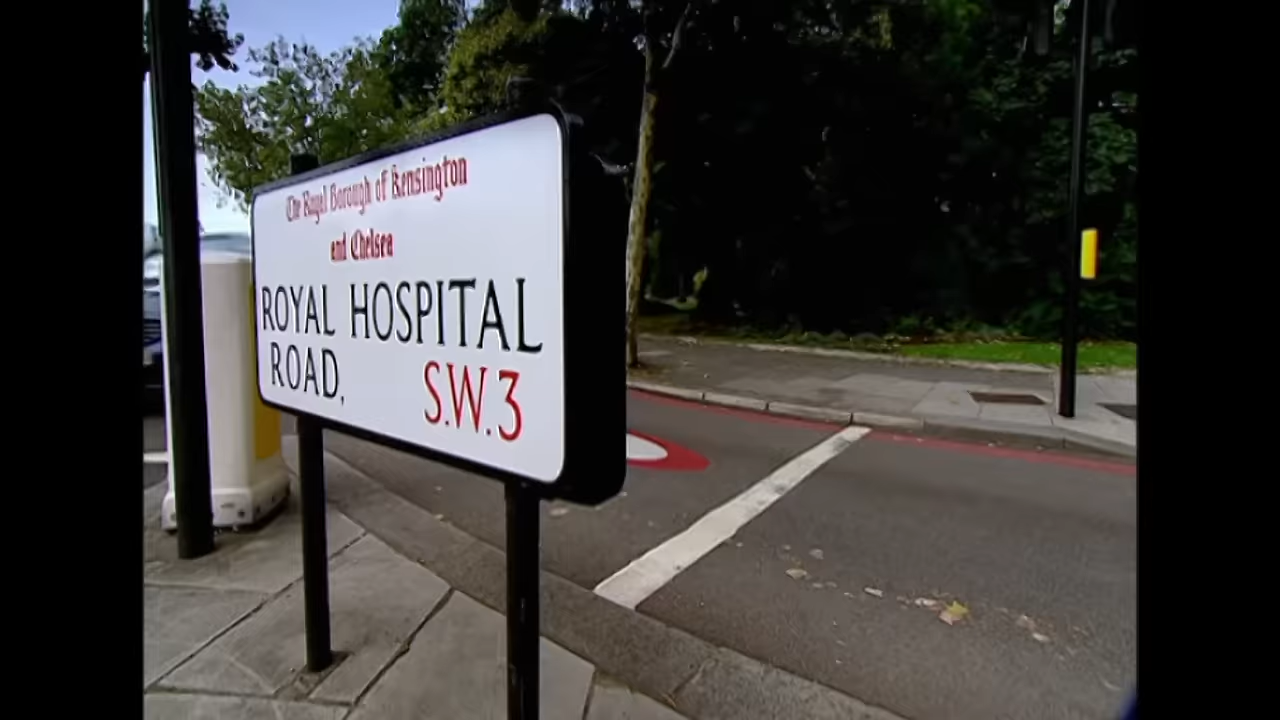 The Royal Borough of Kensington
and Chelsea
ROYAL HOSPITAL
ROAD, S.W.3